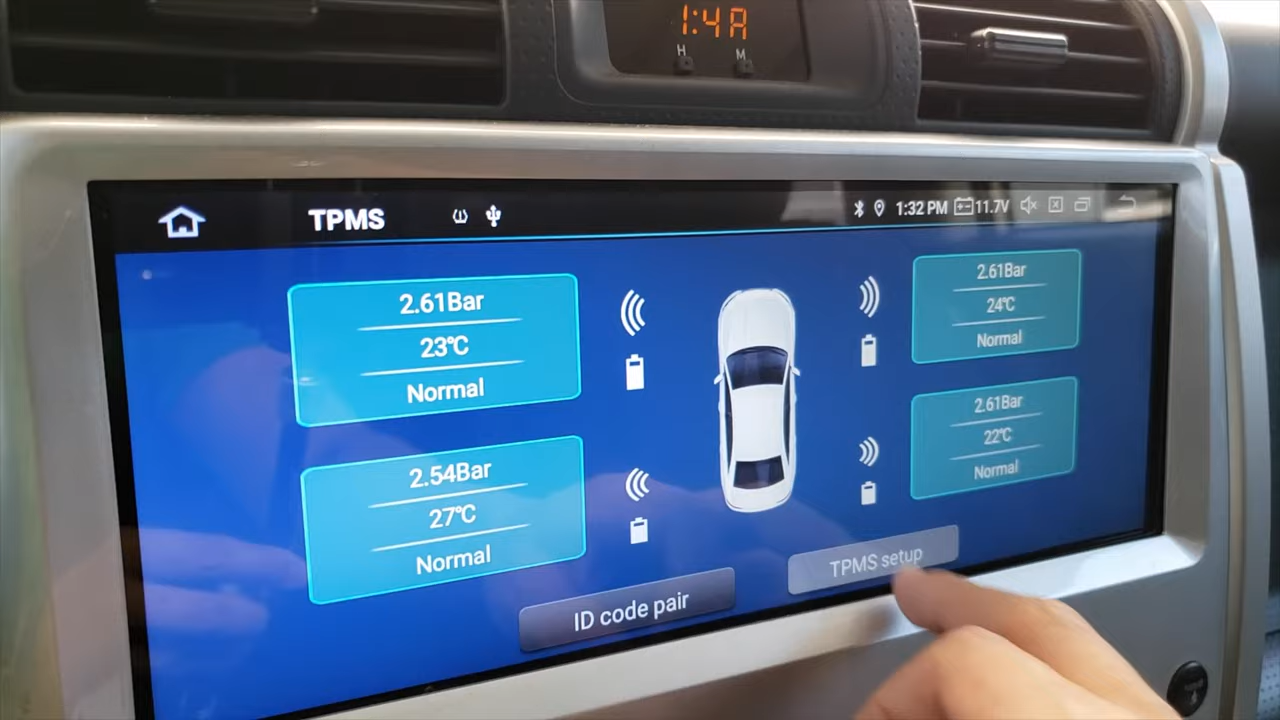 1:4A
H M
TPMS
1:32 PM 11.7V
2.61Bar
23℃
Normal
2.54Bar
27℃
Normal
2.61Bar
24℃
Normal
2.61Bar
22℃
Normal
ID code pair
TPMS setup